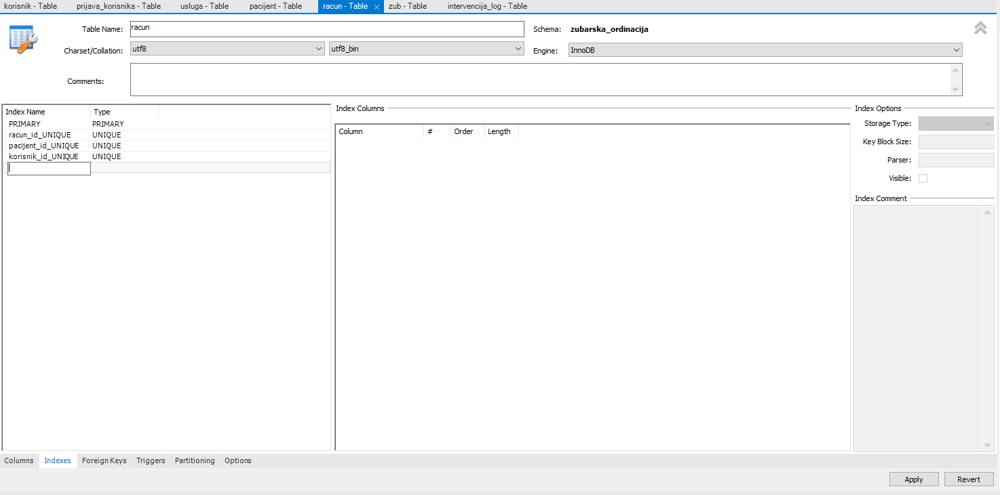 korisnik - Table prijava_korisnika - Table usluga - Table pacijent - Table racun - Table zub - Table intervencija_log - Table
Table Name: racun Schema: zubarska_ordinacija
Charset/Collation: utf8 utf8_bin Engine: InnoDB
Comments:
Index Name Type
PRIMARY PRIMARY
racun_id_UNIQUE UNIQUE
pacijent_id_UNIQUE UNIQUE
korisnik_id_UNIQUE UNIQUE
Index Columns
Column # Order Length
Index Options
Storage Type:
Key Block Size:
Parser:
Visible:
Index Comment
Columns Indexes Foreign Keys Triggers Partitioning Options
Apply Revert